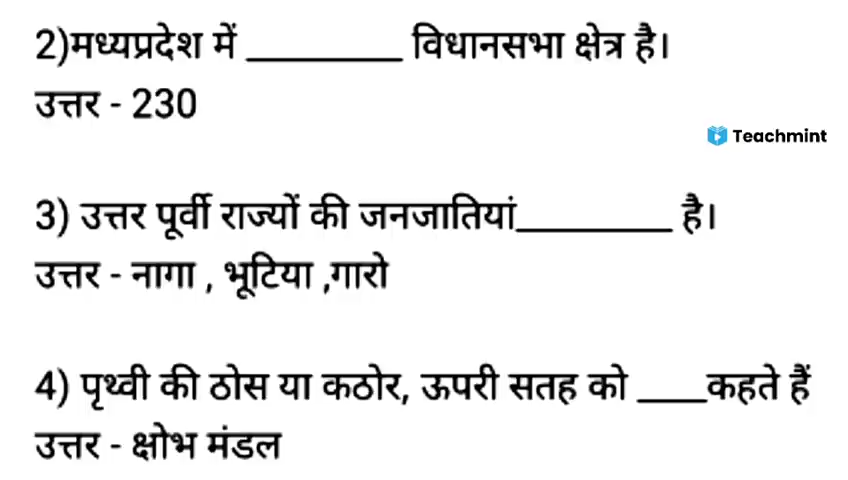 2)मध्यप्रदेश में _________ विधानसभा क्षेत्र है।
उत्तर - 230
Teachmint
3) उत्तर पूर्वी राज्यों की जनजातियां_________ है।
उत्तर - नागा , भूटिया ,गारो
4) पृथ्वी की ठोस या कठोर, ऊपरी सतह को ____कहते हैं
उत्तर - क्षोभ मंडल